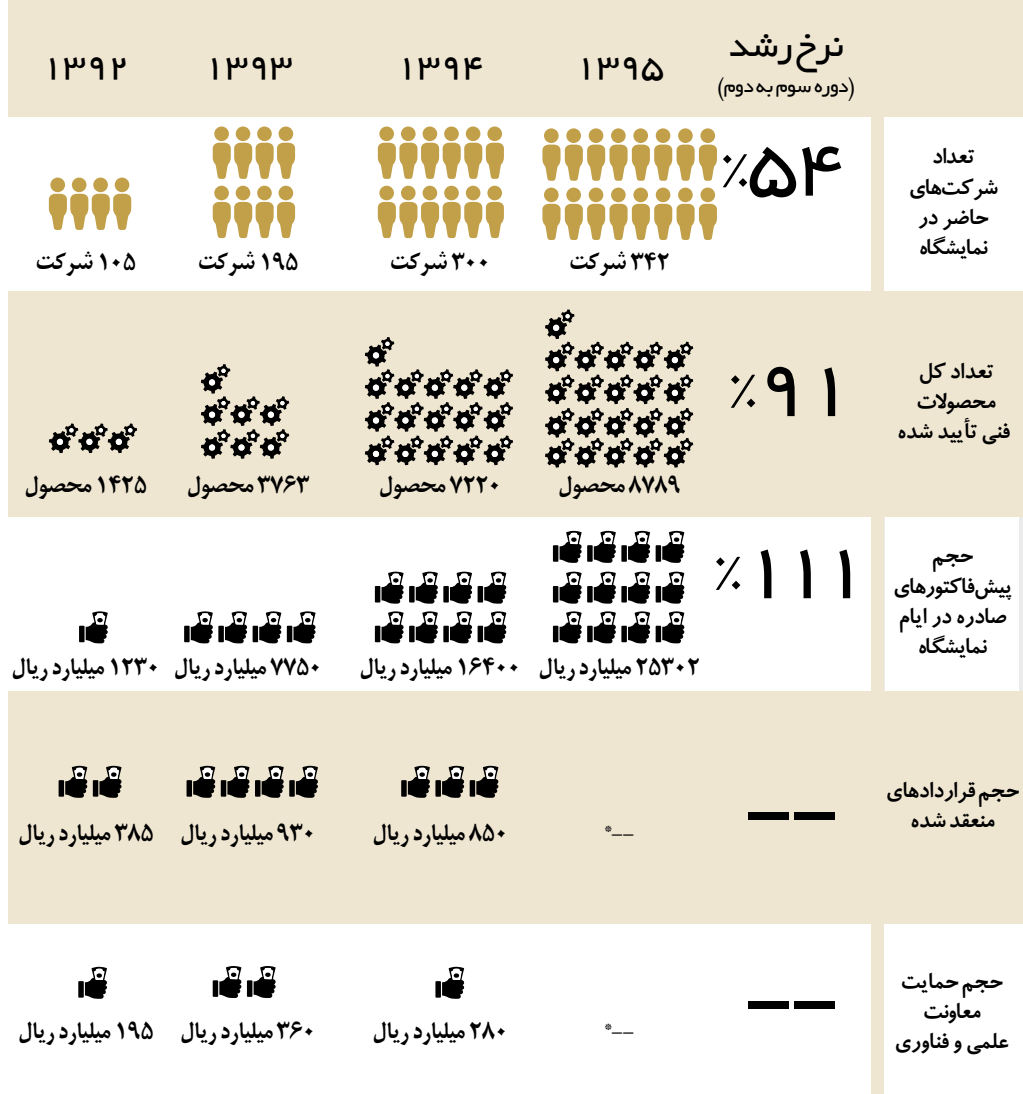 نرخ رشد
(دوره سوم به دوم)
۱۳۹۵
۱۳۹۴
۱۳۹۳
۱۳۹۲
تعداد
شرکت‌های
حاضر در
نمایشگاه
٪۵۴
۳۴۲ شرکت
۳۰۰ شرکت
۱۹۵ شرکت
۱۰۵ شرکت
تعداد کل
محصولات
فنی تأیید شده
٪۹۱
۸۷۸۹ محصول
۷۲۲۰ محصول
۳۷۶۳ محصول
۱۴۲۵ محصول
حجم
پیش‌فاکتورهای
صادره در ایام
نمایشگاه
٪۱۱۱
۲۵۳۰۲ میلیارد ریال
۱۶۴۰۰ میلیارد ریال
۷۷۵۰ میلیارد ریال
۱۲۳۰ میلیارد ریال
حجم قراردادهای
منعقد شده
——
__*
۸۵۰ میلیارد ریال
۹۳۰ میلیارد ریال
۳۸۵ میلیارد ریال
حجم حمایت
معاونت
علمی و فناوری
——
__*
۲۸۰ میلیارد ریال
۳۶۰ میلیارد ریال
۱۹۵ میلیارد ریال